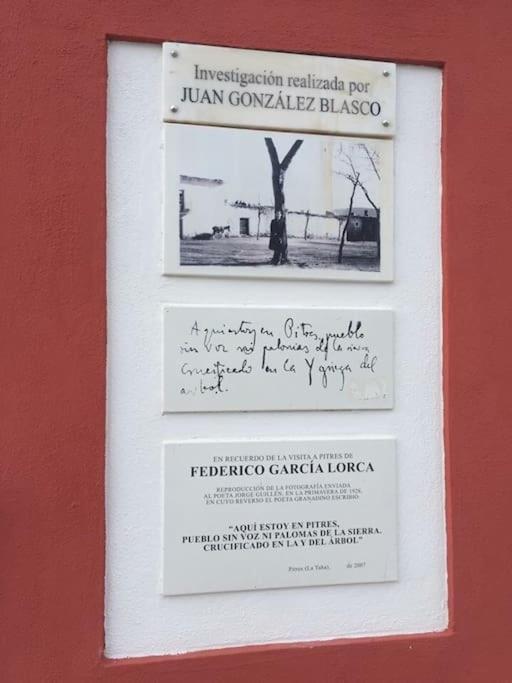 Investigación realizada por
JUAN GONZÁLEZ BLASCO
Aqui estoy en Pitres, pueblo
sin voz ni palomas de la sierra
Crucificado en la Y griega del
arbol.
EN RECUERDO DE LA VISITA A PITRES DE
FEDERICO GARCÍA LORCA
REPRODUCCIÓN DE LA FOTOGRAFÍA ENVIADA
AL POETA JORGE GUILLÉN, EN LA PRIMAVERA DE 1926,
EN CUYO REVERSO EL POETA GRANADINO ESCRIBIÓ:
“AQUÍ ESTOY EN PITRES,
PUEBLO SIN VOZ NI PALOMAS DE LA SIERRA.
CRUCIFICADO EN LA Y DEL ÁRBOL”
Pitres (La Taha), de 2007